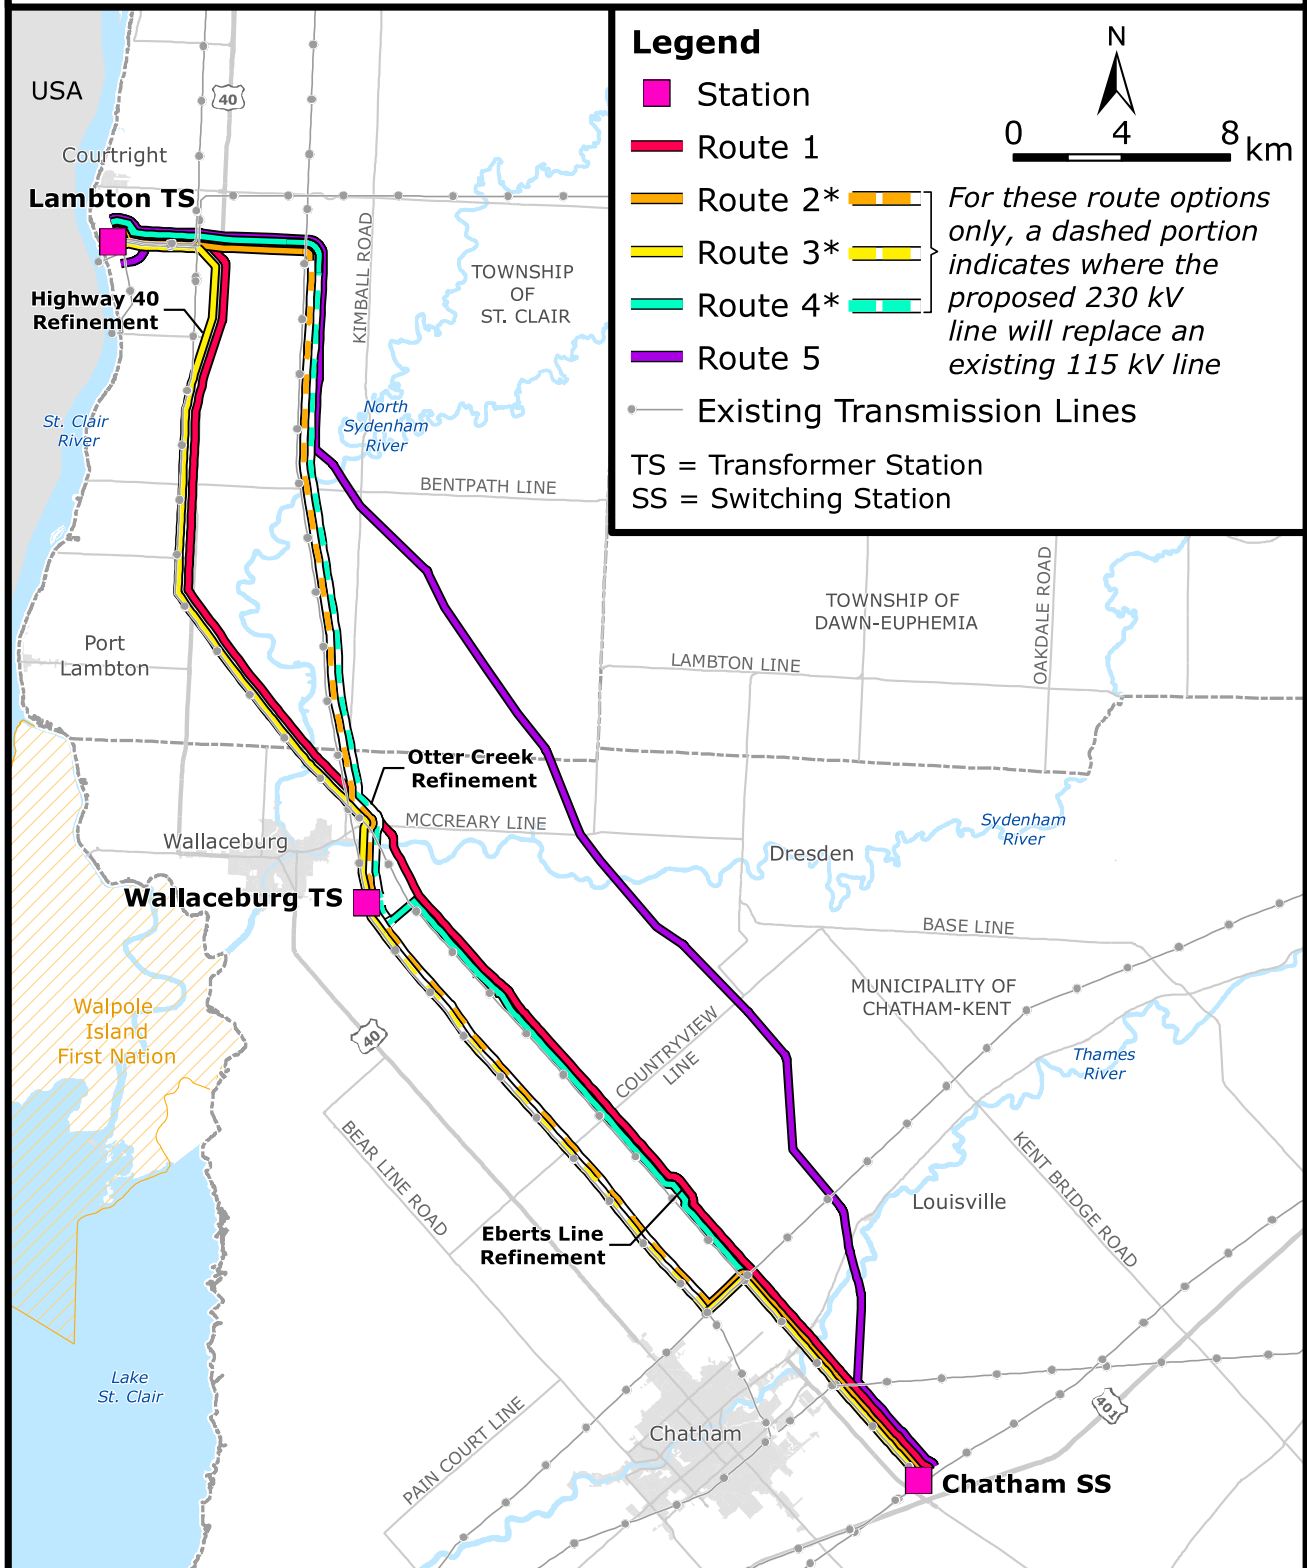 Legend
Station
Route 1
Route 2*
Route 3*
Route 4*
Route 5
Existing Transmission Lines
TS = Transformer Station
SS = Switching Station
For these route options
only, a dashed portion
indicates where the
proposed 230 kV
line will replace an
existing 115 kV line
N
0 4 8 km
USA
40
Courtright
Lambton TS
Highway 40
Refinement
KIMBALL ROAD
TOWNSHIP
OF
ST. CLAIR
St. Clair
River
North
Sydenham
River
BENTPATH LINE
Port
Lambton
TOWNSHIP OF
DAWN-EUPHEMIA
OAKDALE ROAD
LAMBTON LINE
Otter Creek
Refinement
MCCREARY LINE
Wallaceburg
Sydenham
River
Dresden
Wallaceburg TS
BASE LINE
Walpole
Island
First Nation
MUNICIPALITY OF
CHATHAM-KENT
40
COUNTRYVIEW
LINE
Thames
River
BEAR LINE ROAD
KENT BRIDGE ROAD
Louisville
Eberts Line
Refinement
Lake
St. Clair
PAIN COURT LINE
Chatham
401
Chatham SS